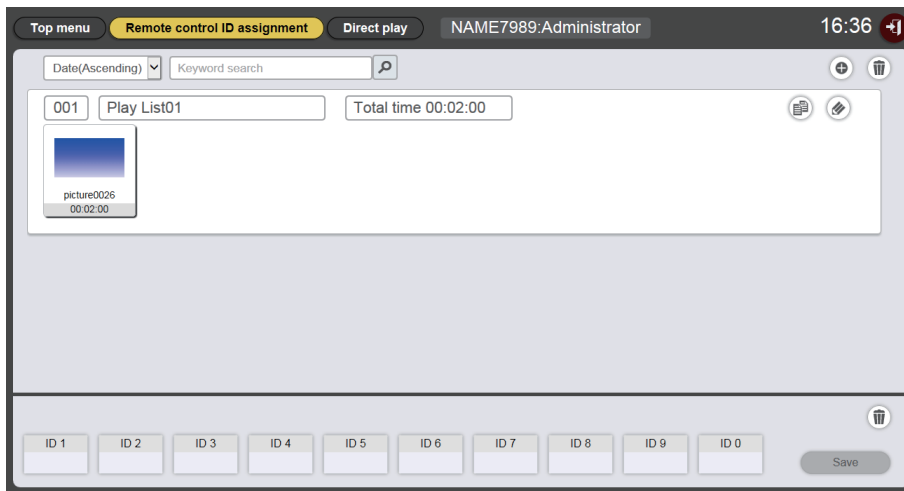 Top menu Remote control ID assignment Direct play NAME7989:Administrator 16:36
Date(Ascending) Keyword search
001 Play List01 Total time 00:02:00
picture0026
00:02:00
ID 1 ID 2 ID 3 ID 4 ID 5 ID 6 ID 7 ID 8 ID 9 ID 0
Save